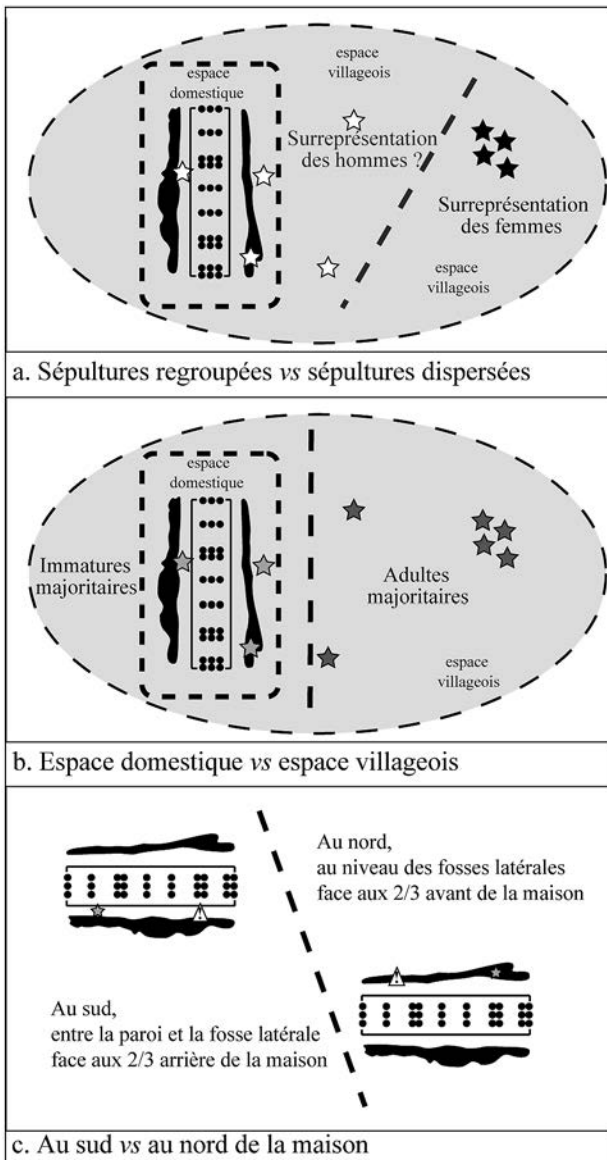 espace
villageois
espace
domestique
Surreprésentation
des hommes ?
Surreprésentation
des femmes
espace
villageois
a. Sépultures regroupées vs sépultures dispersées
espace
domestique
Immatures
majoritaires
Adultes
majoritaires
espace
villageois
b. Espace domestique vs espace villageois
Au nord,
au niveau des fosses latérales
face aux 2/3 avant de la maison
!
!
Au sud,
entre la paroi et la fosse latérale
face aux 2/3 arrière de la maison
c. Au sud vs au nord de la maison